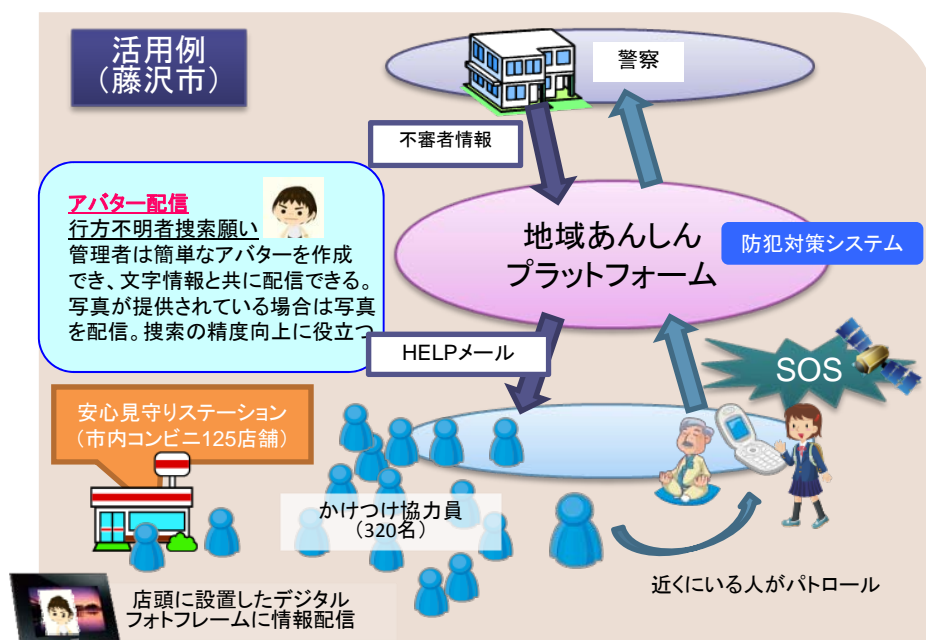 活用例
（藤沢市）
警察
不審者情報
アバター配信
行方不明者捜索願い
管理者は簡単なアバターを作成
でき、文字情報と共に配信できる。
写真が提供されている場合は写真
を配信。捜索の精度向上に役立つ
地域あんしん
プラットフォーム
防犯対策システム
HELPメール
SOS
安心見守りステーション
（市内コンビニ125店舗）
かけつけ協力員
（320名）
近くにいる人がパトロール
店頭に設置したデジタル
フォトフレームに情報配信